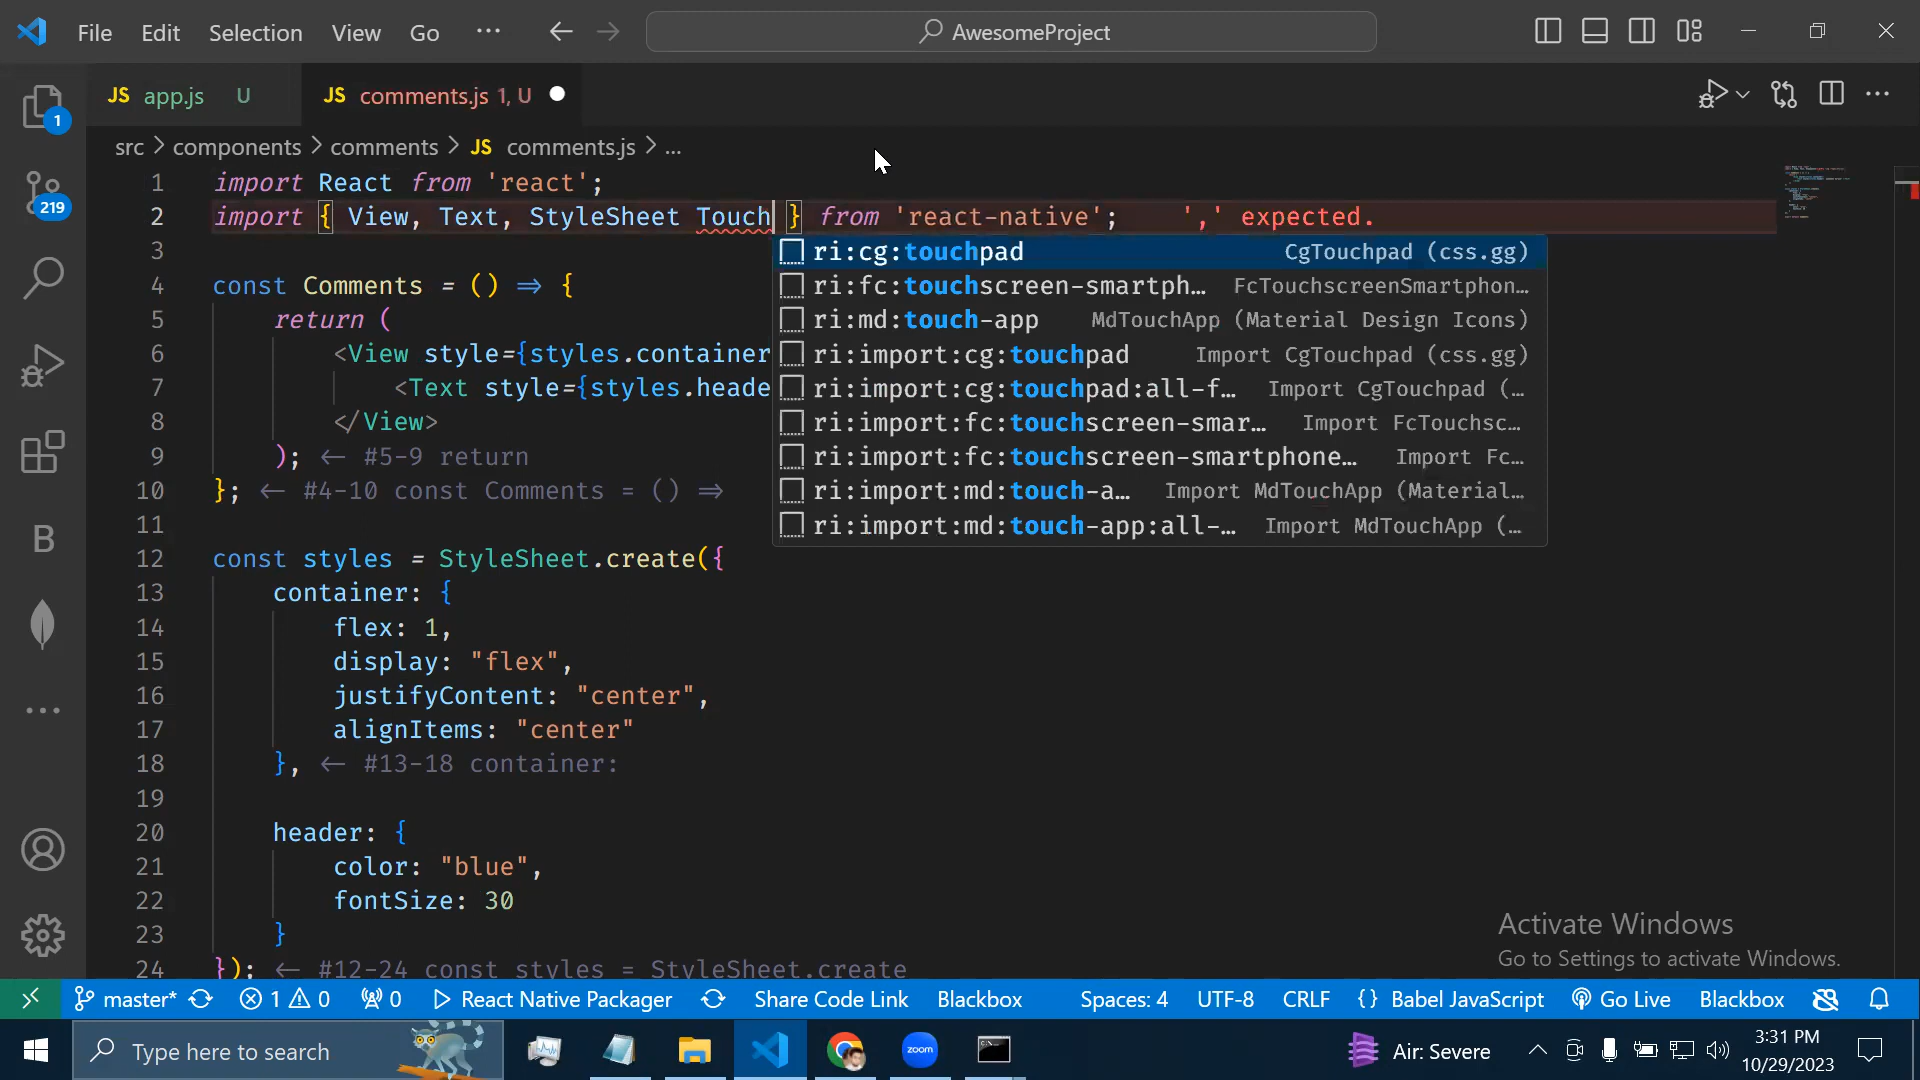 File Edit Selection View Go ··· AwesomeProject
JS app.js U JS comments.js 1, U
src > components > comments > JS comments.js > ...
1 import React from 'react';
2 import { View, Text, StyleSheet Touch } from 'react-native'; ',' expected.
3
4 const Comments = () => {
5 return (
6 <View style={styles.container
7 <Text style={styles.heade
8 </View>
9 ); <- #5-9 return
10 }; <- #4-10 const Comments = () =>
11
12 const styles = StyleSheet.create({
13 container: {
14 flex: 1,
15 display: "flex",
16 justifyContent: "center",
17 alignItems: "center"
18 }, <- #13-18 container:
19
20 header: {
21 color: "blue",
22 fontSize: 30
23 }
24 }); <- #12-24 const styles = StyleSheet.create
ri:cg:touchpad CgTouchpad (css.gg)
ri:fc:touchscreen-smartph... FcTouchscreenSmartphon...
ri:md:touch-app MdTouchApp (Material Design Icons)
ri:import:cg:touchpad Import CgTouchpad (css.gg)
ri:import:cg:touchpad:all-f... Import CgTouchpad (...
ri:import:fc:touchscreen-smar... Import FcTouchsc...
ri:import:fc:touchscreen-smartphone... Import Fc...
ri:import:md:touch-a... Import MdTouchApp (Material...
ri:import:md:touch-app:all-... Import MdTouchApp (...
1
219
B
Activate Windows
Go to Settings to activate Windows.
master* 1 0 0 React Native Packager Share Code Link Blackbox Spaces: 4 UTF-8 CRLF {} Babel JavaScript Go Live Blackbox
Type here to search zoom Air: Severe 3:31 PM
10/29/2023